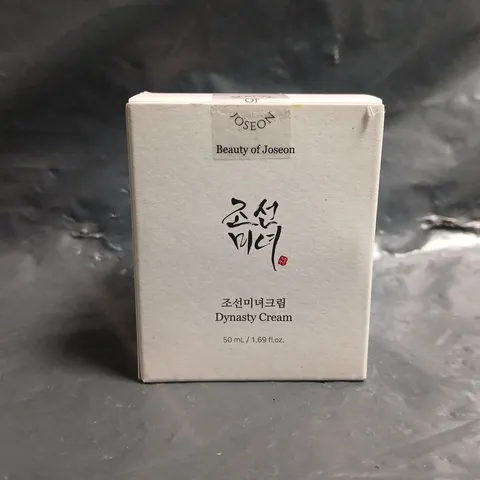 JOSEON
Beauty of Joseon
조선
미녀
조선미녀크림
Dynasty Cream
50 mL / 1.69 fl.oz.